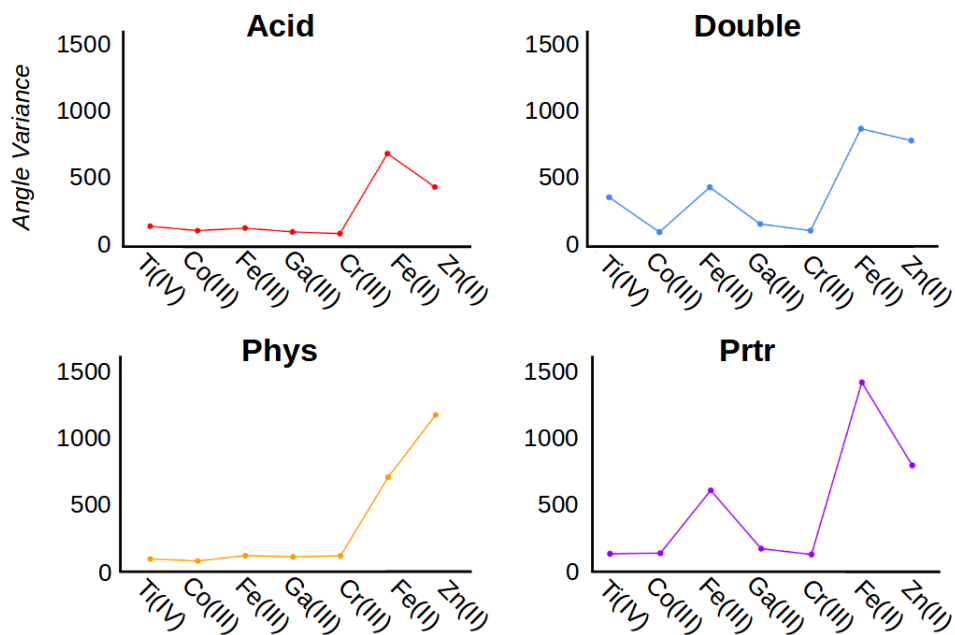 Acid
Angle Variance
1500
1000
500
0
Ti(IV)
Co(III)
Fe(III)
Ga(III)
Cr(III)
Fe(II)
Zn(II)
Double
1500
1000
500
0
Ti(IV)
Co(III)
Fe(III)
Ga(III)
Cr(III)
Fe(II)
Zn(II)
Phys
1500
1000
500
0
Ti(IV)
Co(III)
Fe(III)
Ga(III)
Cr(III)
Fe(II)
Zn(II)
Prtr
1500
1000
500
0
Ti(IV)
Co(III)
Fe(III)
Ga(III)
Cr(III)
Fe(II)
Zn(II)